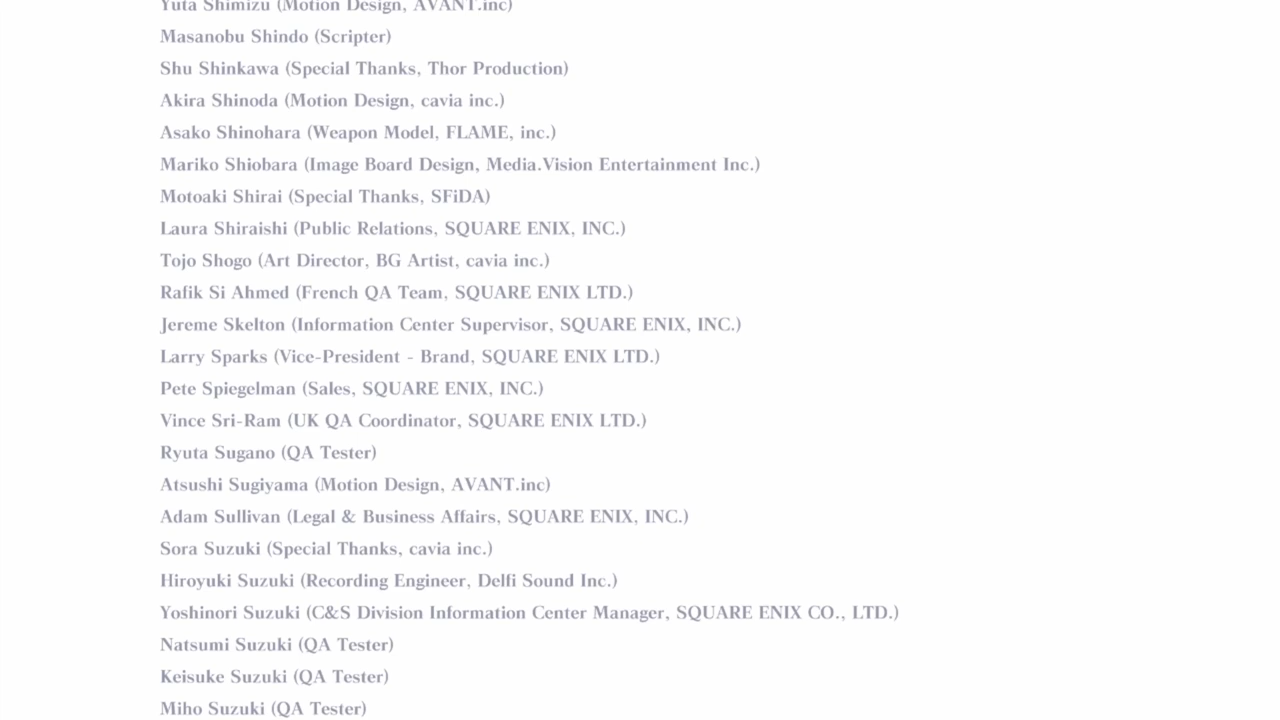 Yuta Shimizu (Motion Design, AVANT.inc)
Masanobu Shindo (Scripter)
Shu Shinkawa (Special Thanks, Thor Production)
Akira Shinoda (Motion Design, cavia inc.)
Asako Shinohara (Weapon Model, FLAME, inc.)
Mariko Shiobara (Image Board Design, Media.Vision Entertainment Inc.)
Motoaki Shirai (Special Thanks, SFiDA)
Laura Shiraishi (Public Relations, SQUARE ENIX, INC.)
Tojo Shogo (Art Director, BG Artist, cavia inc.)
Rafik Si Ahmed (French QA Team, SQUARE ENIX LTD.)
Jereme Skelton (Information Center Supervisor, SQUARE ENIX, INC.)
Larry Sparks (Vice-President - Brand, SQUARE ENIX LTD.)
Pete Spiegelman (Sales, SQUARE ENIX, INC.)
Vince Sri-Ram (UK QA Coordinator, SQUARE ENIX LTD.)
Ryuta Sugano (QA Tester)
Atsushi Sugiyama (Motion Design, AVANT.inc)
Adam Sullivan (Legal & Business Affairs, SQUARE ENIX, INC.)
Sora Suzuki (Special Thanks, cavia inc.)
Hiroyuki Suzuki (Recording Engineer, Delfi Sound Inc.)
Yoshinori Suzuki (C&S Division Information Center Manager, SQUARE ENIX CO., LTD.)
Natsumi Suzuki (QA Tester)
Keisuke Suzuki (QA Tester)
Miho Suzuki (QA Tester)